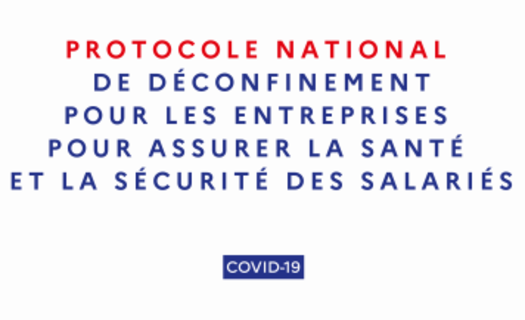 PROTOCOLE NATIONAL
DE DÉCONFINEMENT
POUR LES ENTREPRISES
POUR ASSURER LA SANTÉ
ET LA SÉCURITÉ DES SALARIÉS
COVID-19